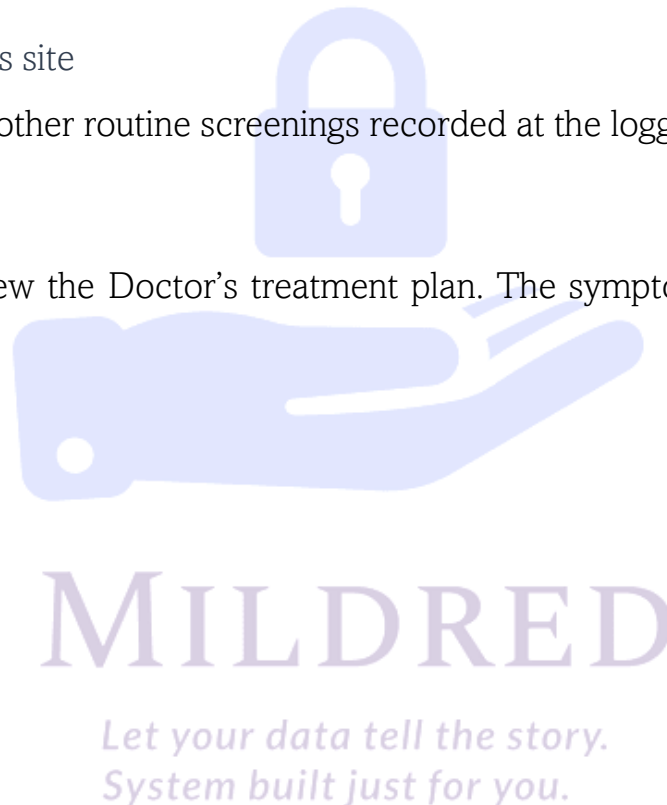 s site
other routine screenings recorded at the logg
ew the Doctor’s treatment plan. The sympto
MILDRED
Let your data tell the story.
System built just for you.